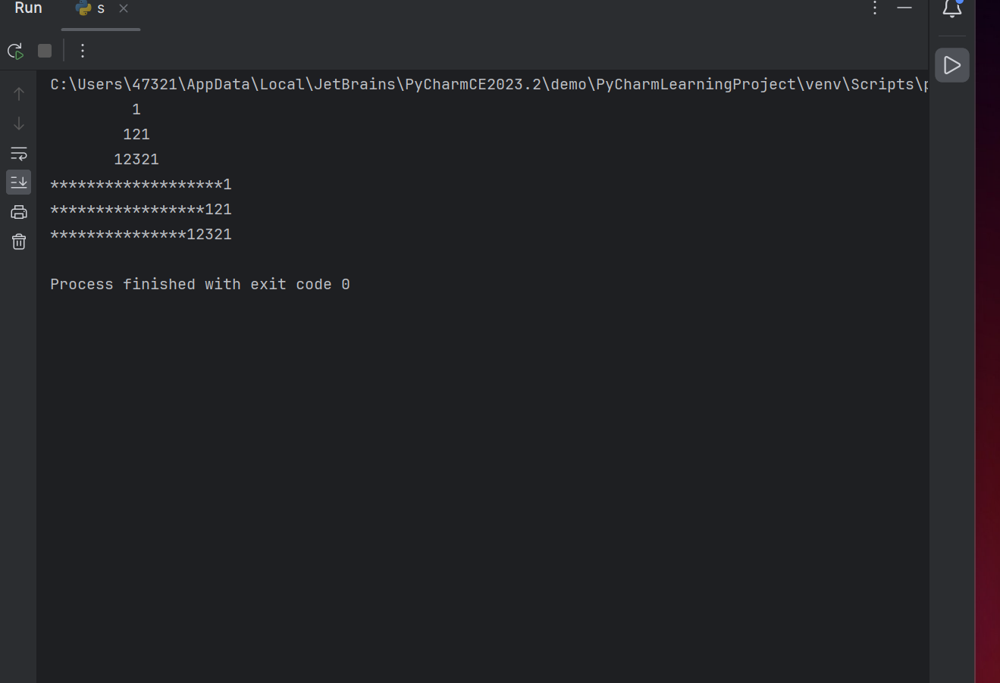 Run s
C:\Users\47321\AppData\Local\JetBrains\PyCharmCE2023.2\demo\PyCharmLearningProject\venv\Scripts\p
         1
        121
       12321
*******************1
*****************121
***************12321
Process finished with exit code 0